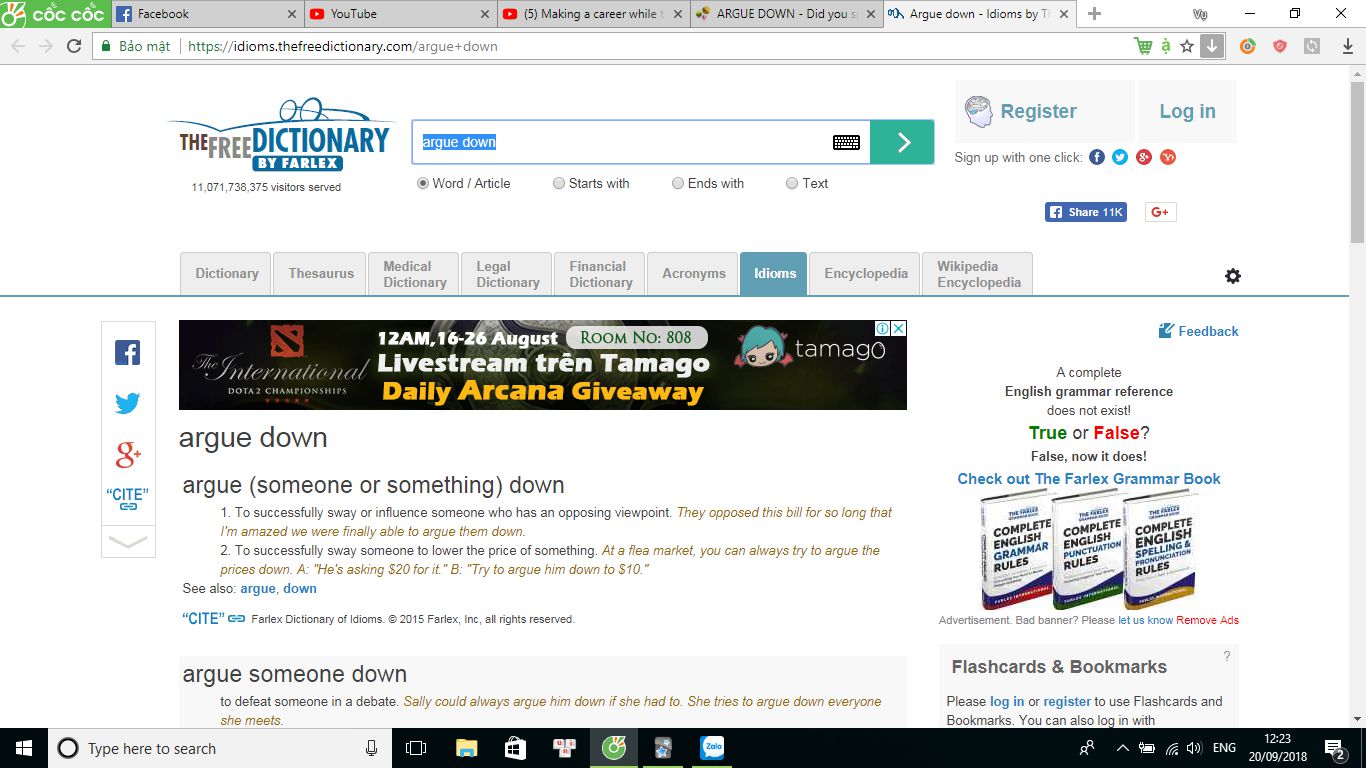 cốc cốc
Facebook
YouTube
(5) Making a career while t
ARGUE DOWN - Did you s
Argue down - Idioms by Th
Vụ
Bảo mật
https://idioms.thefreedictionary.com/argue+down
THEFREEDICTIONARY
BY FARLEX
11,071,738,375 visitors served
argue down
Word / Article
Starts with
Ends with
Text
Register
Log in
Sign up with one click:
Share 11K
G+
Dictionary
Thesaurus
Medical
Dictionary
Legal
Dictionary
Financial
Dictionary
Acronyms
Idioms
Encyclopedia
Wikipedia
Encyclopedia
"CITE"
The International
DOTA 2 CHAMPIONSHIPS
12AM,16-26 August
ROOM No: 808
Livestream trên Tamago
Daily Arcana Giveaway
tamago
argue down
argue (someone or something) down
1. To successfully sway or influence someone who has an opposing viewpoint. They opposed this bill for so long that
I'm amazed we were finally able to argue them down.
2. To successfully sway someone to lower the price of something. At a flea market, you can always try to argue the
prices down. A: "He's asking $20 for it." B: "Try to argue him down to $10."
See also: argue, down
"CITE" Farlex Dictionary of Idioms. © 2015 Farlex, Inc, all rights reserved.
argue someone down
to defeat someone in a debate. Sally could always argue him down if she had to. She tries to argue down everyone
she meets.
Feedback
A complete
English grammar reference
does not exist!
True or False?
False, now it does!
Check out The Farlex Grammar Book
COMPLETE
ENGLISH
GRAMMAR
RULES
FARLEX INTERNATIONAL
COMPLETE
ENGLISH
PUNCTUATION
RULES
FARLEX INTERNATIONAL
COMPLETE
ENGLISH
SPELLING &
PRONUNCIATION
RULES
FARLEX INTERNATIONAL
Advertisement. Bad banner? Please let us know Remove Ads
Flashcards & Bookmarks
?
Please log in or register to use Flashcards and
Bookmarks. You can also log in with
Type here to search
Zalo
ENG
12:23
20/09/2018
2